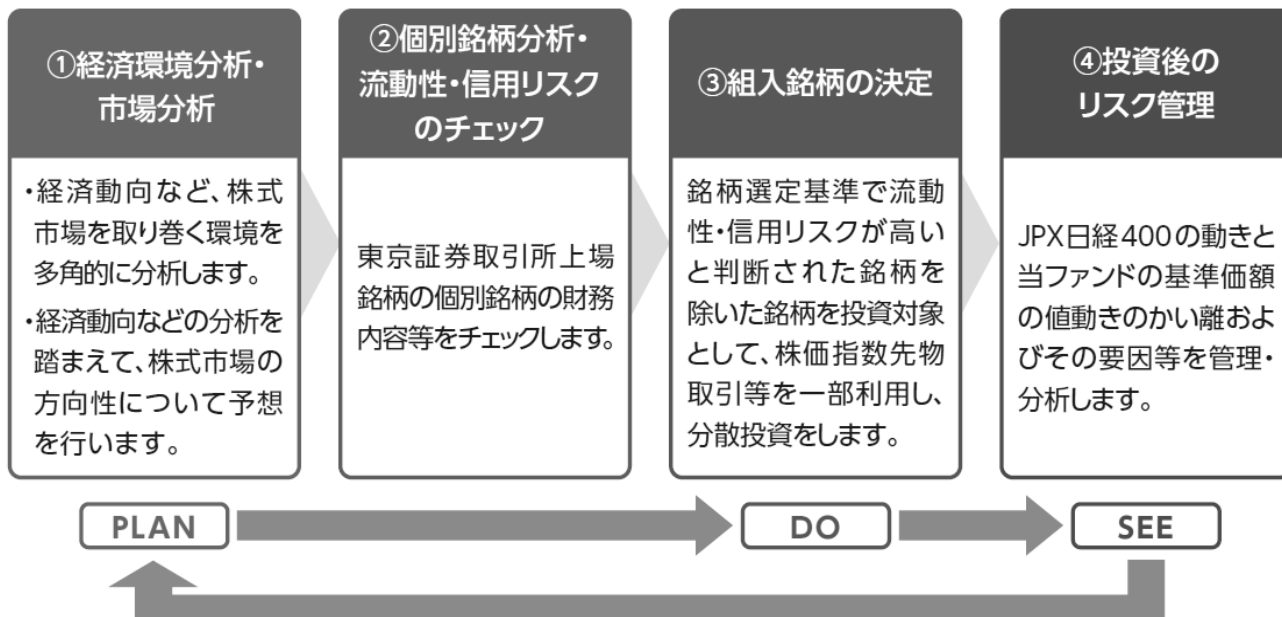 ①経済環境分析・
市場分析
・経済動向など、株式
市場を取り巻く環境を
多角的に分析します。
・経済動向などの分析を
踏まえて、株式市場の
方向性について予想
を行います。
②個別銘柄分析・
流動性・信用リスク
のチェック
東京証券取引所上場
銘柄の個別銘柄の財務
内容等をチェックします。
③組入銘柄の決定
銘柄選定基準で流動
性・信用リスクが高い
と判断された銘柄を
除いた銘柄を投資対象
として、株価指数先物
取引等を一部利用し、
分散投資をします。
④投資後の
リスク管理
JPX日経400の動きと
当ファンドの基準価額
の値動きのかい離およ
びその要因等を管理・
分析します。
PLAN
DO
SEE